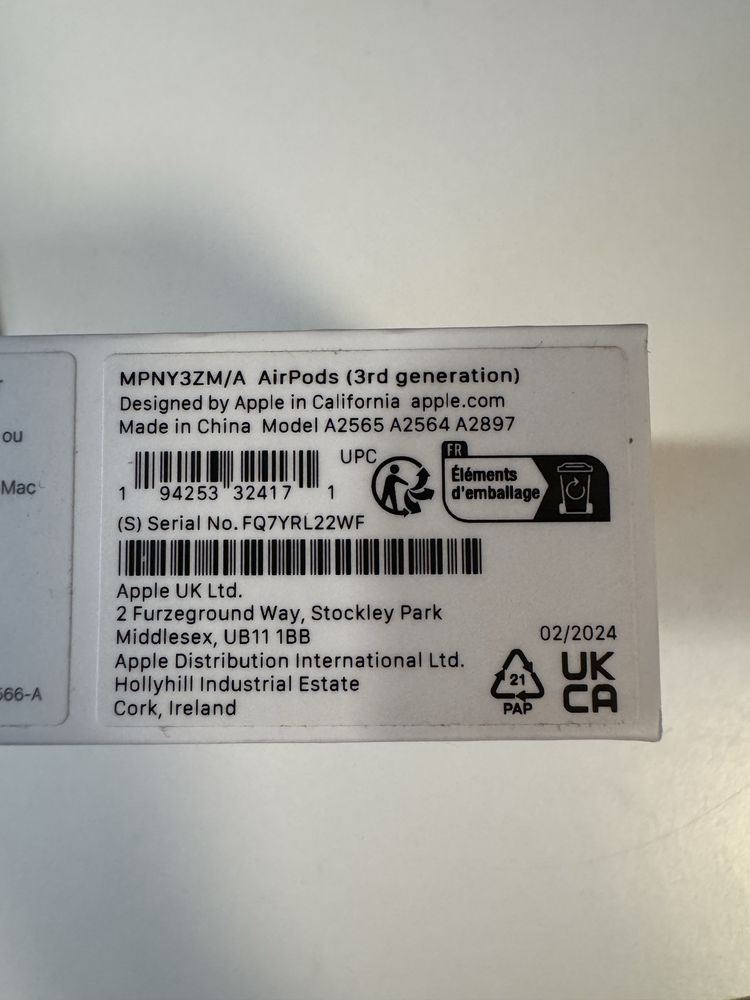 ou
Mac
566-A
MPNY3ZM/A AirPods (3rd generation)
Designed by Apple in California apple.com
Made in China Model A2565 A2564 A2897
UPC
1 94253 32417 1
FR
Éléments
d'emballage
(S) Serial No. FQ7YRL22WF
Apple UK Ltd.
2 Furzeground Way, Stockley Park
Middlesex, UB11 1BB
Apple Distribution International Ltd.
Hollyhill Industrial Estate
Cork, Ireland
02/2024
21
PAP
UK
CA